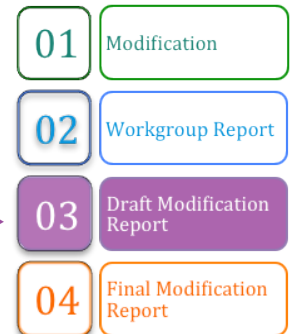 01
Modification
02
Workgroup Report
03
Draft Modification
Report
04
Final Modification
Report